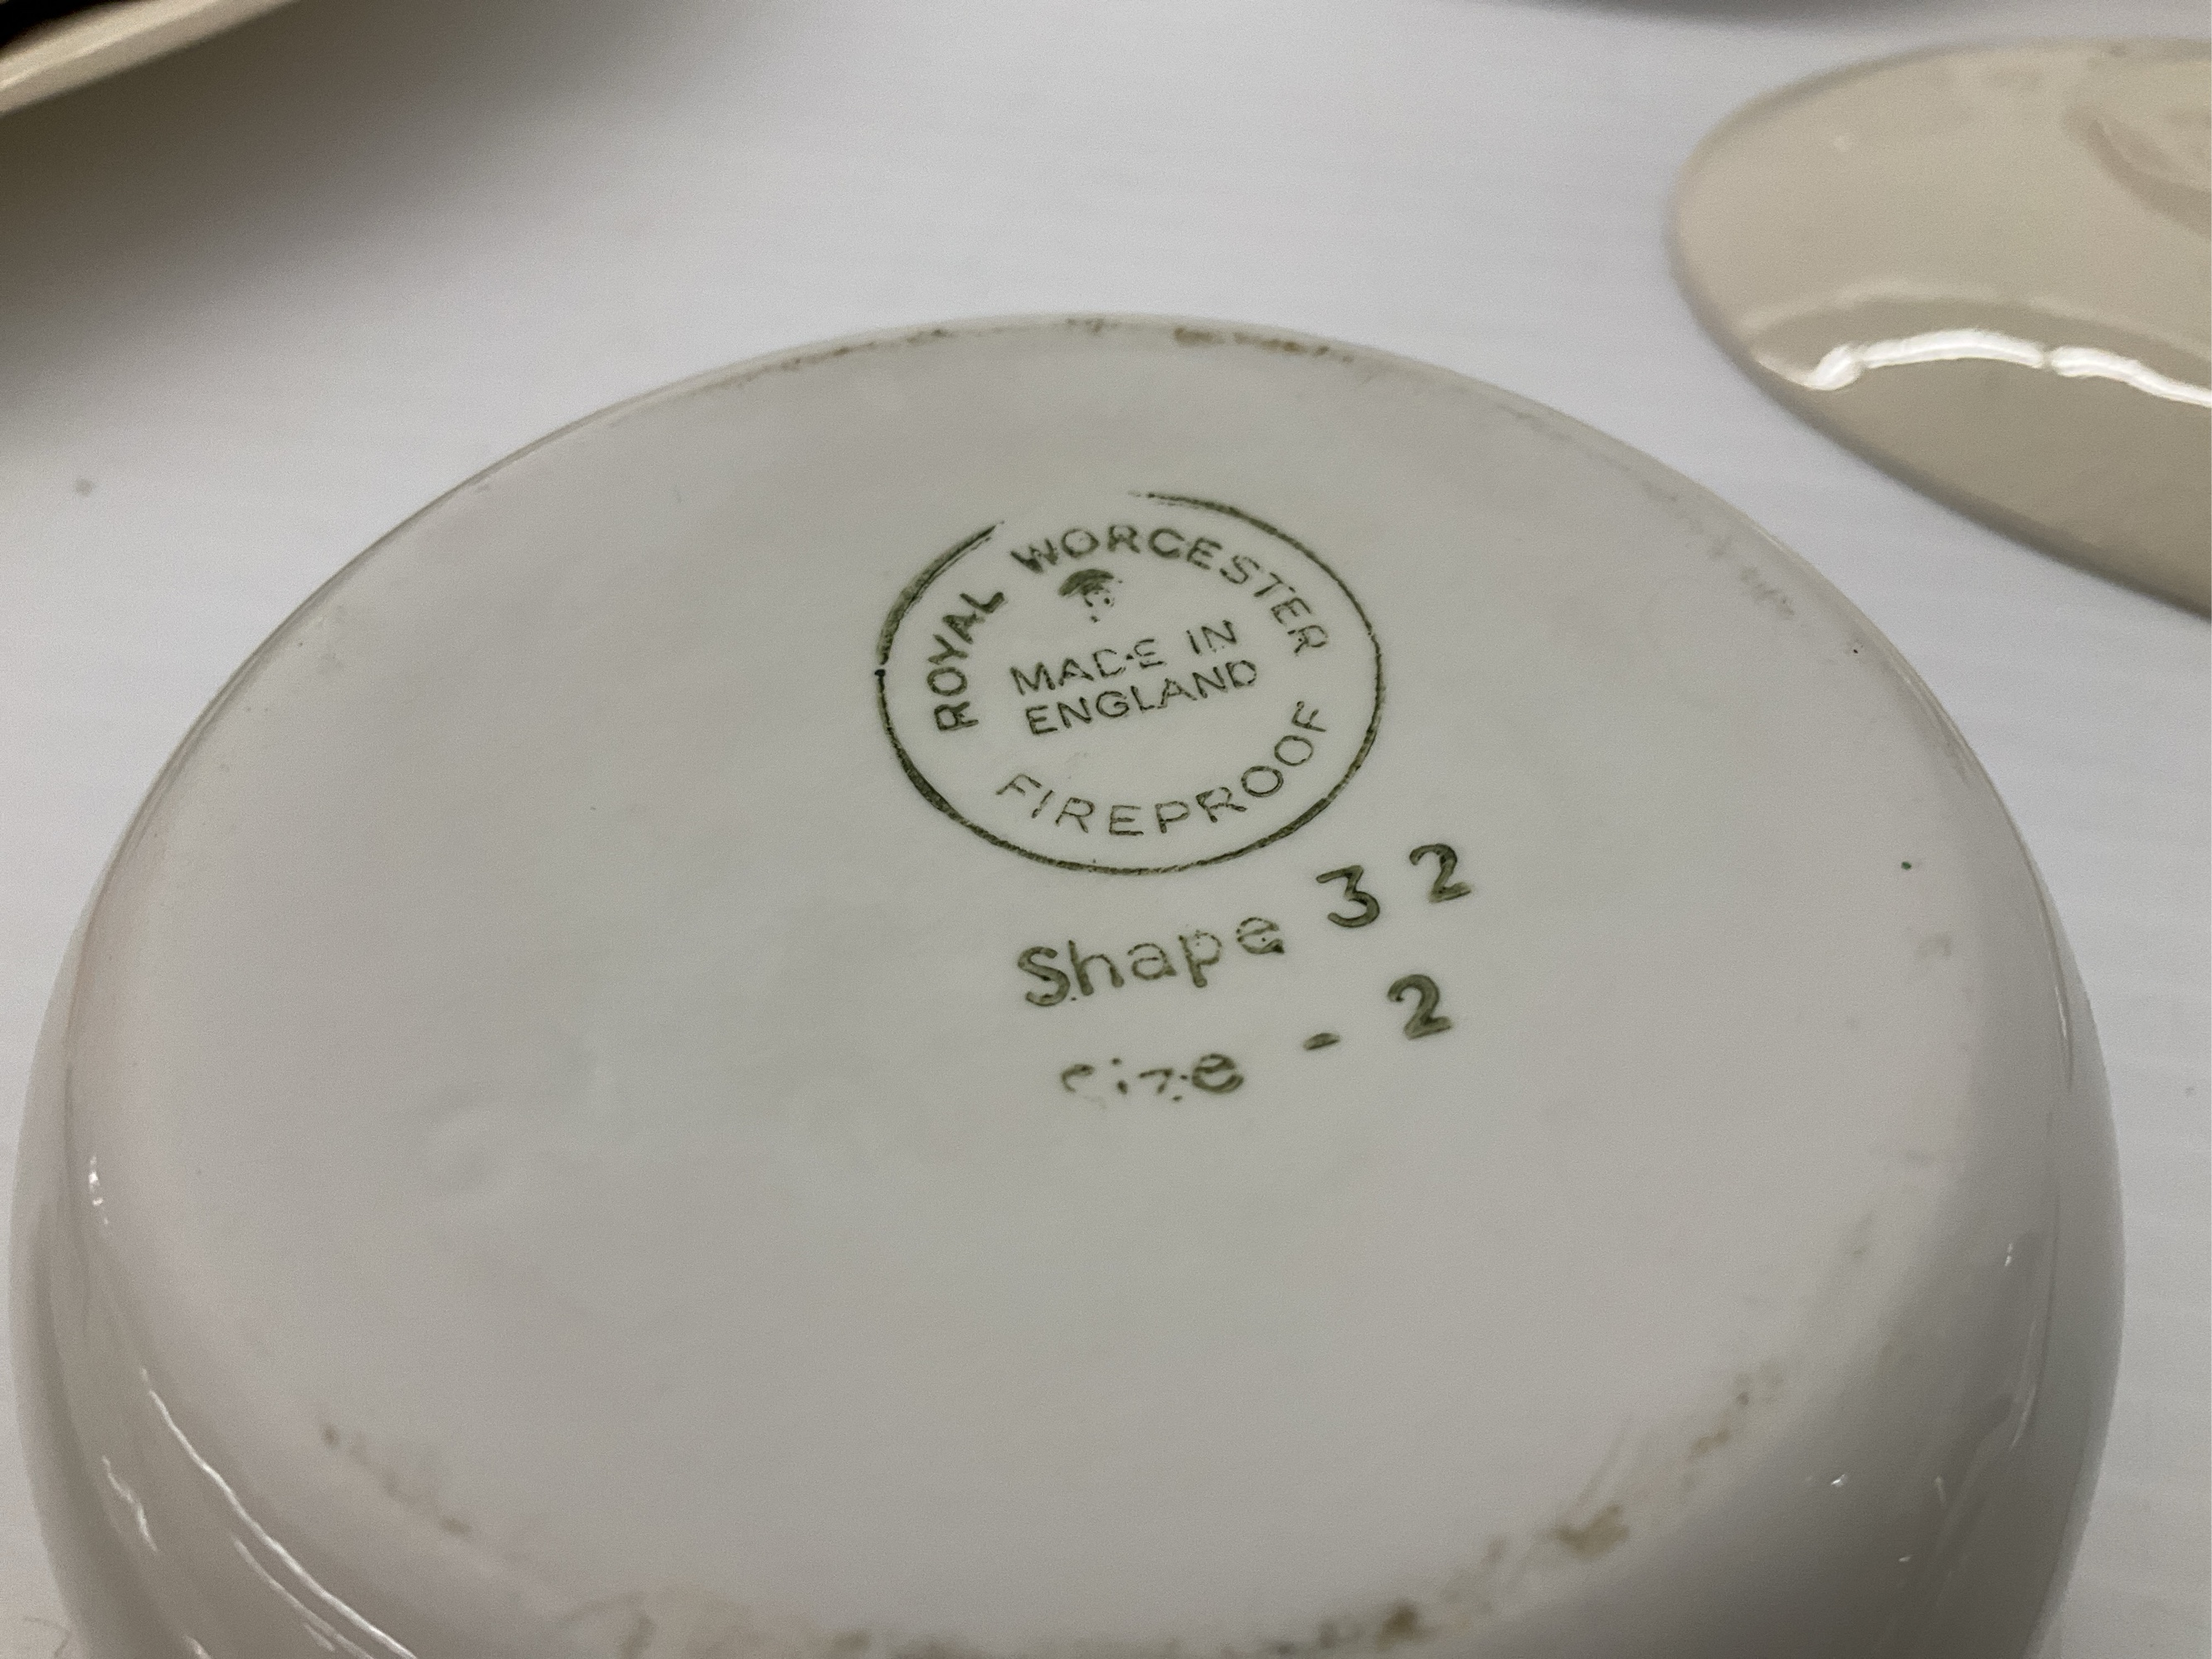 ROYAL WORCESTER
MADE IN
ENGLAND
FIREPROOF
Shape 32
Size - 2